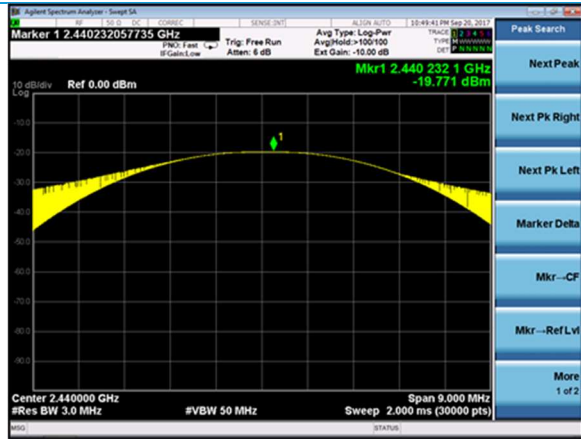 Agilent Spectrum Analyzer - Swept SA
RF 50 Ω DC CORREC SENSE:INT ALIGN AUTO 10:49:41 PM Sep 20, 2017
Marker 1 2.440232057735 GHz
PNO: Fast
IFGain:Low
Trig: Free Run
Atten: 6 dB
Avg Type: Log-Pwr
Avg|Hold:>100/100
Ext Gain: -10.00 dB
TRACE 1 2 3 4 5 6
TYPE M W W W W W
DET P N N N N N
Mkr1 2.440 232 1 GHz
-19.771 dBm
10 dB/div Ref 0.00 dBm
Log
-10.0
-20.0
-30.0
-40.0
-50.0
-60.0
-70.0
-80.0
-90.0
1
Center 2.440000 GHz
Span 9.000 MHz
#Res BW 3.0 MHz
#VBW 50 MHz
Sweep 2.000 ms (30000 pts)
MSG
STATUS
Peak Search
Next Peak
Next Pk Right
Next Pk Left
Marker Delta
Mkr→CF
Mkr→Ref Lvl
More
1 of 2